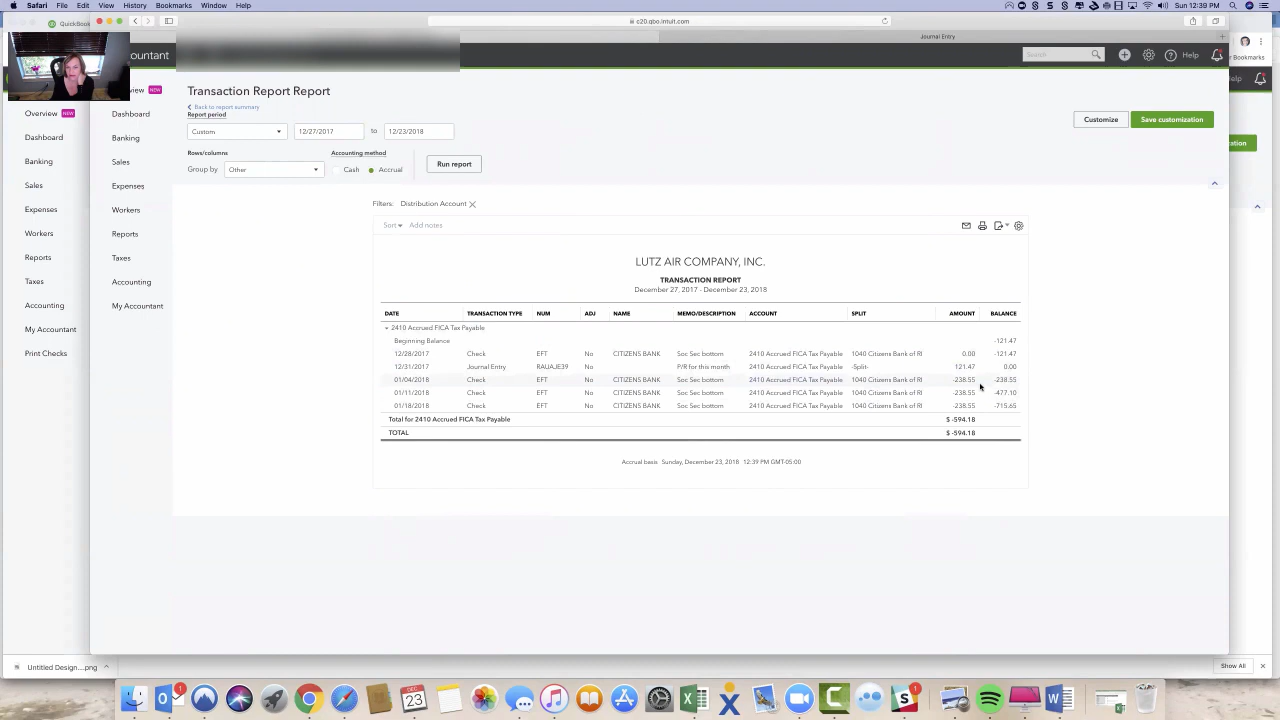 Safari File Edit View History Bookmarks Window Help
Sun 12:39 PM
QuickBook
c20.qbo.intuit.com
Journal Entry
ountant
Search
Help
Bookmarks
elp
Overview NEW
Dashboard
Banking
Sales
Expenses
Workers
Reports
Taxes
Accounting
My Accountant
Print Checks
rview NEW
Dashboard
Banking
Sales
Expenses
Workers
Reports
Taxes
Accounting
My Accountant
Transaction Report Report
Back to report summary
Report period
Custom 12/27/2017 to 12/23/2018
Customize Save customization
zation
Rows/columns Accounting method
Group by Other Cash Accrual Run report
Filters: Distribution Account
Sort Add notes
LUTZ AIR COMPANY, INC.
TRANSACTION REPORT
December 27, 2017 - December 23, 2018
DATE TRANSACTION TYPE NUM ADJ NAME MEMO/DESCRIPTION ACCOUNT SPLIT AMOUNT BALANCE
2410 Accrued FICA Tax Payable
Beginning Balance -121.47
12/28/2017 Check EFT No CITIZENS BANK Soc Sec bottom 2410 Accrued FICA Tax Payable 1040 Citizens Bank of RI 0.00 -121.47
12/31/2017 Journal Entry RAUAJE39 No P/R for this month 2410 Accrued FICA Tax Payable -Split- 121.47 0.00
01/04/2018 Check EFT No CITIZENS BANK Soc Sec bottom 2410 Accrued FICA Tax Payable 1040 Citizens Bank of RI -238.55 -238.55
01/11/2018 Check EFT No CITIZENS BANK Soc Sec bottom 2410 Accrued FICA Tax Payable 1040 Citizens Bank of RI -238.55 -477.10
01/18/2018 Check EFT No CITIZENS BANK Soc Sec bottom 2410 Accrued FICA Tax Payable 1040 Citizens Bank of RI -238.55 -715.65
Total for 2410 Accrued FICA Tax Payable $ -594.18
TOTAL $ -594.18
Accrual basis Sunday, December 23, 2018 12:39 PM GMT-05:00
Untitled Design....png
Show All
DEC
23
1
1